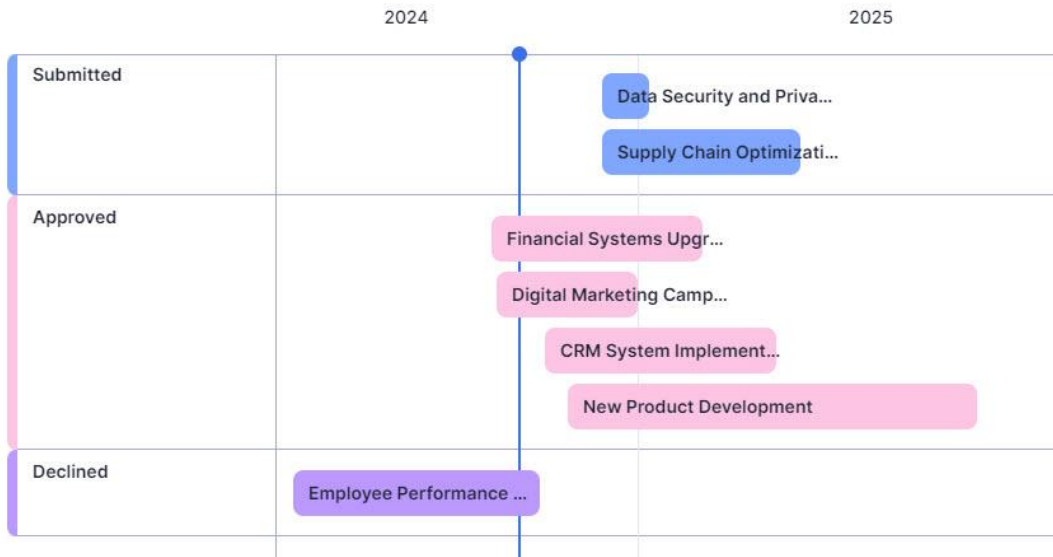 2024
2025
Submitted
Data Security and Priva...
Supply Chain Optimizati...
Approved
Financial Systems Upgr...
Digital Marketing Camp...
CRM System Implement...
New Product Development
Declined
Employee Performance ...